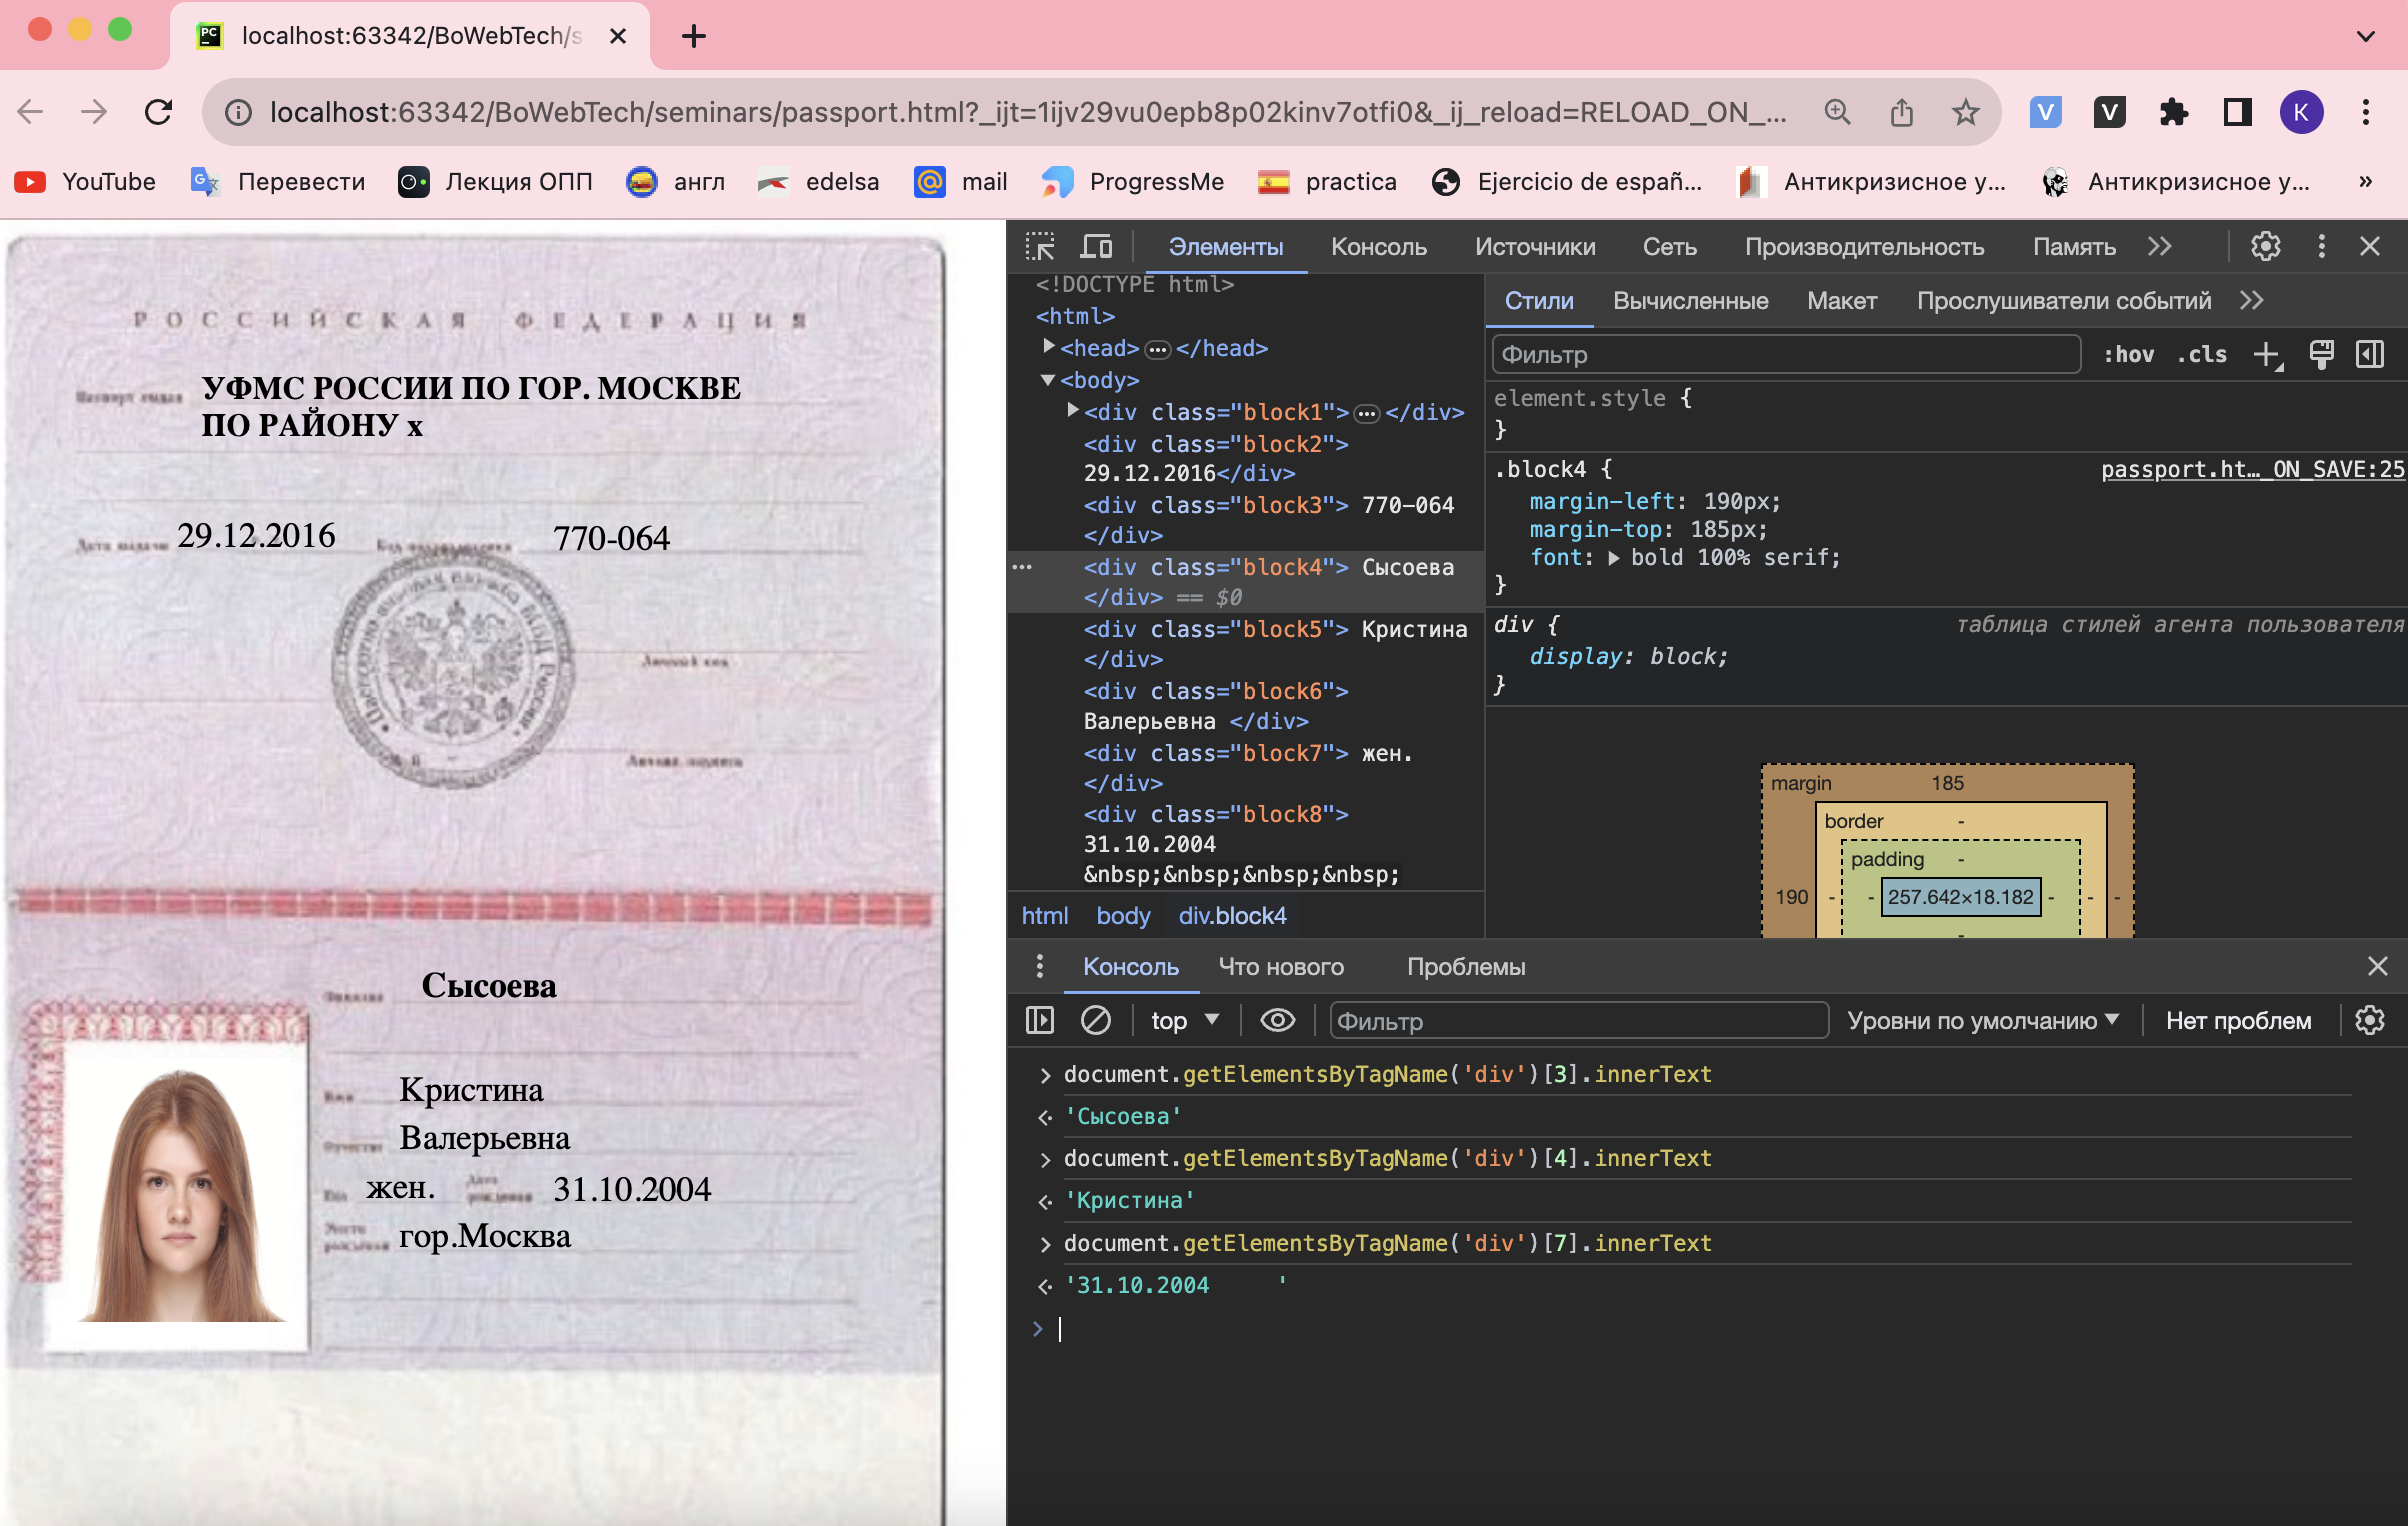 localhost:63342/BoWebTech/s
localhost:63342/BoWebTech/seminars/passport.html?_ijt=1ijv29vu0epb8p02kinv7otfi0&_ij_reload=RELOAD_ON_...
V V K
YouTube Перевести Лекция ОПП англ edelsa mail ProgressMe practica Ejercicio de españ... Антикризисное у... Антикризисное у... »
РОССИЙСКАЯ ФЕДЕРАЦИЯ
Паспорт выдан УФМС РОССИИ ПО ГОР. МОСКВЕ
ПО РАЙОНУ х
Дата выдачи 29.12.2016 Код подразделения 770-064
Личный код
Личная подпись
Фамилия Сысоева
Имя Кристина
Отчество Валерьевна
Пол жен. Дата рождения 31.10.2004
Место рождения гор.Москва
Элементы Консоль Источники Сеть Производительность Память
<!DOCTYPE html>
<html>
<head> ... </head>
<body>
<div class="block1"> ... </div>
<div class="block2">
29.12.2016</div>
<div class="block3"> 770-064
</div>
... <div class="block4"> Сысоева
</div> == $0
<div class="block5"> Кристина
</div>
<div class="block6">
Валерьевна </div>
<div class="block7"> жен.
</div>
<div class="block8">
31.10.2004
&nbsp;&nbsp;&nbsp;&nbsp;
html body div.block4
Стили Вычисленные Макет Прослушиватели событий
Фильтр :hov .cls
element.style {
}
.block4 { passport.ht…_ON_SAVE:25
margin-left: 190px;
margin-top: 185px;
font: bold 100% serif;
}
div { таблица стилей агента пользователя
display: block;
}
margin 185
border -
padding -
190 - - 257.642×18.182 - - -
-
Консоль Что нового Проблемы
top Фильтр Уровни по умолчанию Нет проблем
document.getElementsByTagName('div')[3].innerText
'Сысоева'
document.getElementsByTagName('div')[4].innerText
'Кристина'
document.getElementsByTagName('div')[7].innerText
'31.10.2004     '